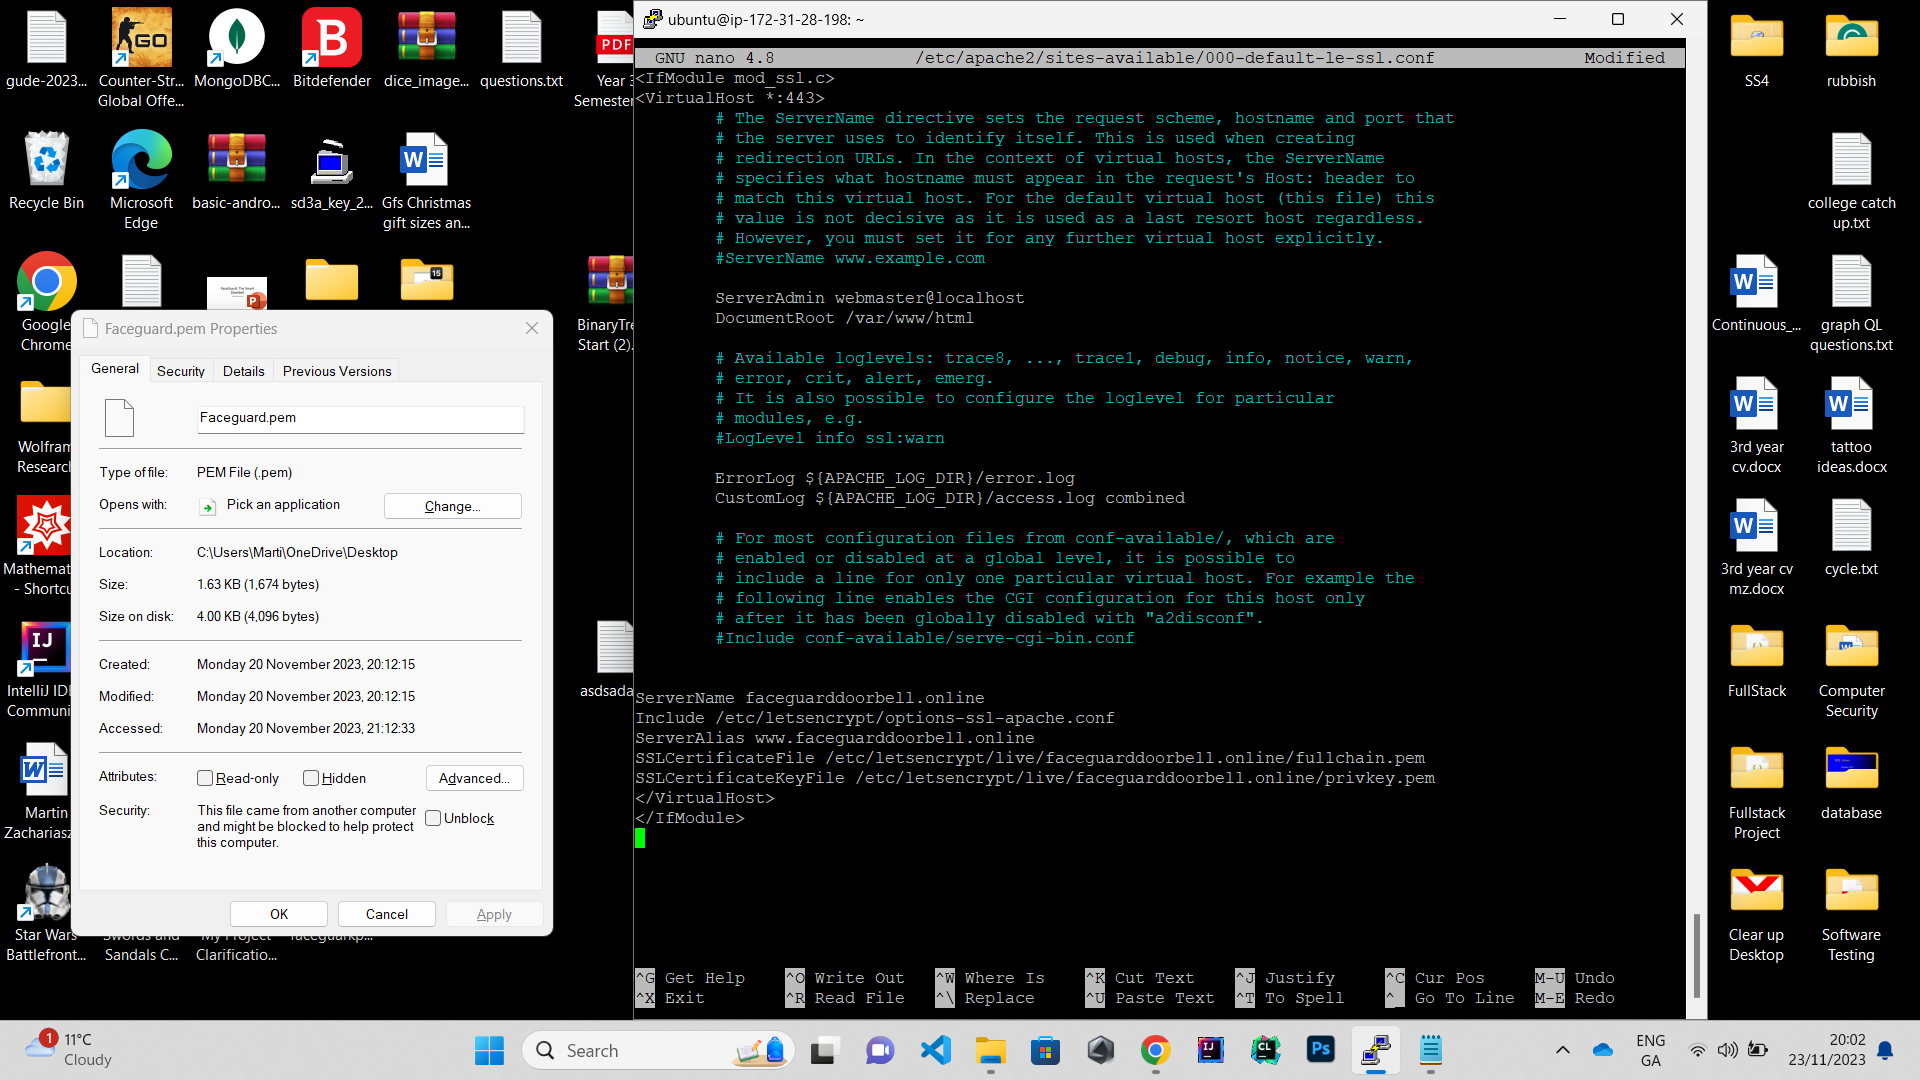 gude-2023...
Counter-Str...
Global Offe...
MongoDBC...
Bitdefender
dice_image...
questions.txt
PDF
Year 3
Semester
Recycle Bin
Microsoft
Edge
basic-andro...
sd3a_key_2...
Gfs Christmas
gift sizes an...
Google
Chrome
BinaryTre
Start (2).
Wolfram
Research
Mathemat
- Shortcu
IntelliJ IDE
Communi
asdsada
Martin
Zachariasz
Star Wars
Battlefront...
Swords and
Sandals C...
My Project
Clarificatio...
faceguarkp...
Faceguard.pem Properties
General
Security
Details
Previous Versions
Faceguard.pem
Type of file:
PEM File (.pem)
Opens with:
Pick an application
Change...
Location:
C:\Users\Marti\OneDrive\Desktop
Size:
1.63 KB (1,674 bytes)
Size on disk:
4.00 KB (4,096 bytes)
Created:
Monday 20 November 2023, 20:12:15
Modified:
Monday 20 November 2023, 20:12:15
Accessed:
Monday 20 November 2023, 21:12:33
Attributes:
Read-only
Hidden
Advanced...
Security:
This file came from another computer
and might be blocked to help protect
this computer.
Unblock
OK
Cancel
Apply
ubuntu@ip-172-31-28-198: ~
GNU nano 4.8 /etc/apache2/sites-available/000-default-le-ssl.conf Modified
<IfModule mod_ssl.c>
<VirtualHost *:443>
# The ServerName directive sets the request scheme, hostname and port that
# the server uses to identify itself. This is used when creating
# redirection URLs. In the context of virtual hosts, the ServerName
# specifies what hostname must appear in the request's Host: header to
# match this virtual host. For the default virtual host (this file) this
# value is not decisive as it is used as a last resort host regardless.
# However, you must set it for any further virtual host explicitly.
#ServerName www.example.com
ServerAdmin webmaster@localhost
DocumentRoot /var/www/html
# Available loglevels: trace8, ..., trace1, debug, info, notice, warn,
# error, crit, alert, emerg.
# It is also possible to configure the loglevel for particular
# modules, e.g.
#LogLevel info ssl:warn
ErrorLog ${APACHE_LOG_DIR}/error.log
CustomLog ${APACHE_LOG_DIR}/access.log combined
# For most configuration files from conf-available/, which are
# enabled or disabled at a global level, it is possible to
# include a line for only one particular virtual host. For example the
# following line enables the CGI configuration for this host only
# after it has been globally disabled with "a2disconf".
#Include conf-available/serve-cgi-bin.conf
ServerName faceguarddoorbell.online
Include /etc/letsencrypt/options-ssl-apache.conf
ServerAlias www.faceguarddoorbell.online
SSLCertificateFile /etc/letsencrypt/live/faceguarddoorbell.online/fullchain.pem
SSLCertificateKeyFile /etc/letsencrypt/live/faceguarddoorbell.online/privkey.pem
</VirtualHost>
</IfModule>
^G Get Help ^O Write Out ^W Where Is ^K Cut Text ^J Justify ^C Cur Pos M-U Undo
^X Exit ^R Read File ^\ Replace ^U Paste Text ^T To Spell ^_ Go To Line M-E Redo
SS4
rubbish
college catch
up.txt
Continuous_...
graph QL
questions.txt
3rd year
cv.docx
tattoo
ideas.docx
3rd year cv
mz.docx
cycle.txt
FullStack
Computer
Security
Fullstack
Project
database
Clear up
Desktop
Software
Testing
1
11°C
Cloudy
Search
ENG
GA
20:02
23/11/2023